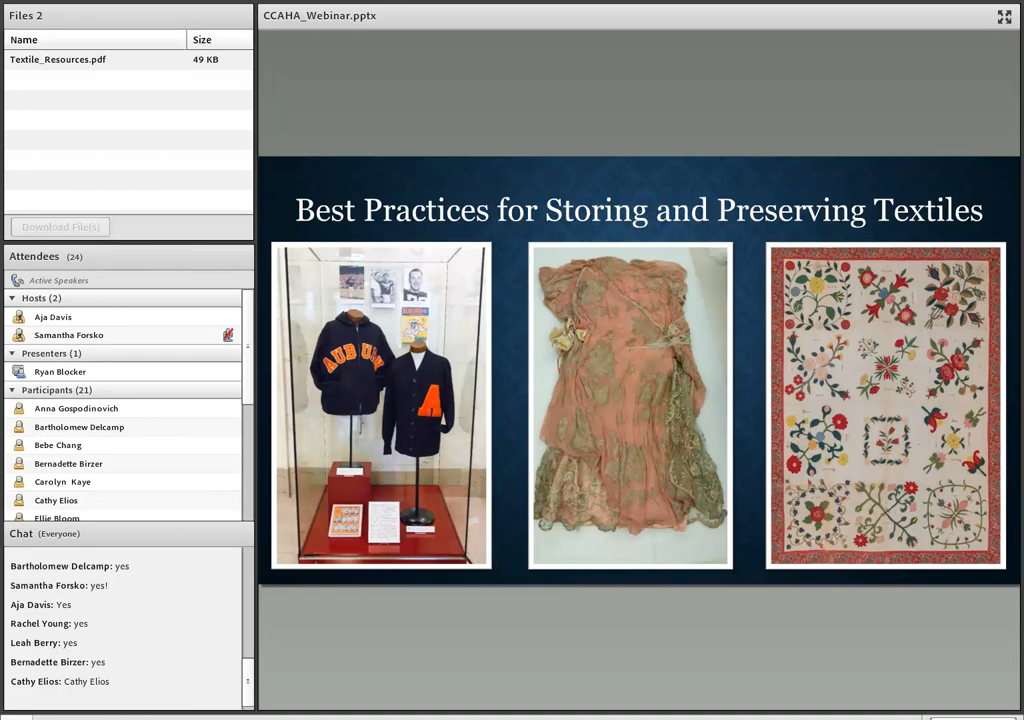 Files 2
Name Size
Textile_Resources.pdf 49 KB
Download File(s)
Attendees (24)
Active Speakers
Hosts (2)
Aja Davis
Samantha Forsko
Presenters (1)
Ryan Blocker
Participants (21)
Anna Gospodinovich
Bartholomew Delcamp
Bebe Chang
Bernadette Birzer
Carolyn Kaye
Cathy Elios
Ellie Bloom
Chat (Everyone)
Bartholomew Delcamp: yes
Samantha Forsko: yes!
Aja Davis: Yes
Rachel Young: yes
Leah Berry: yes
Bernadette Birzer: yes
Cathy Elios: Cathy Elios
CCAHA_Webinar.pptx
Best Practices for Storing and Preserving Textiles
AUBURN
A